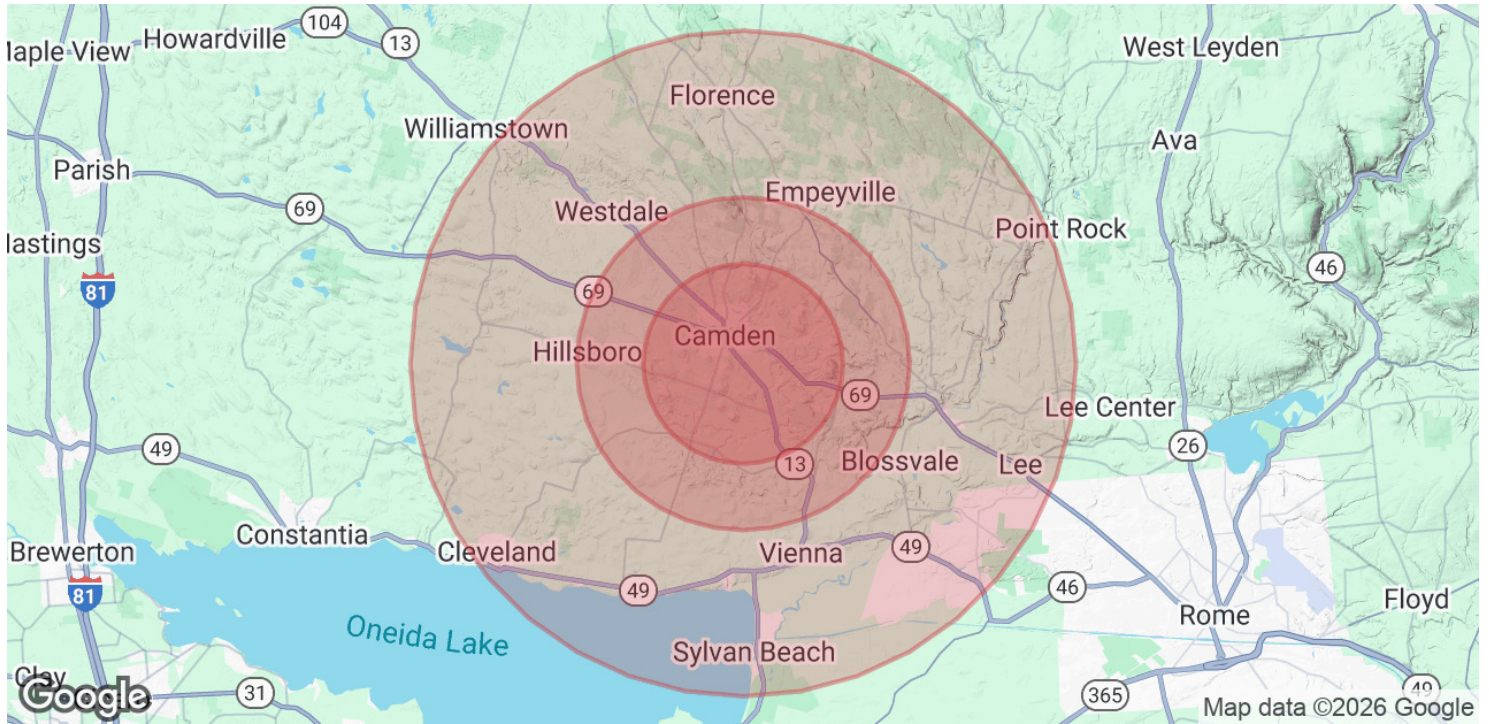 104
Howardville
13
Maple View
West Leyden
Florence
Williamstown
Ava
Parish
Empeyville
69
Westdale
Point Rock
Hastings
46
81
69
Camden
Hillsboro
69
Lee Center
26
49
13
Blossvale
Lee
Constantia
49
Brewerton
Cleveland
Vienna
81
49
46
Floyd
Rome
Oneida Lake
Sylvan Beach
Clay
Google
31
365
49
Map data ©2026 Google